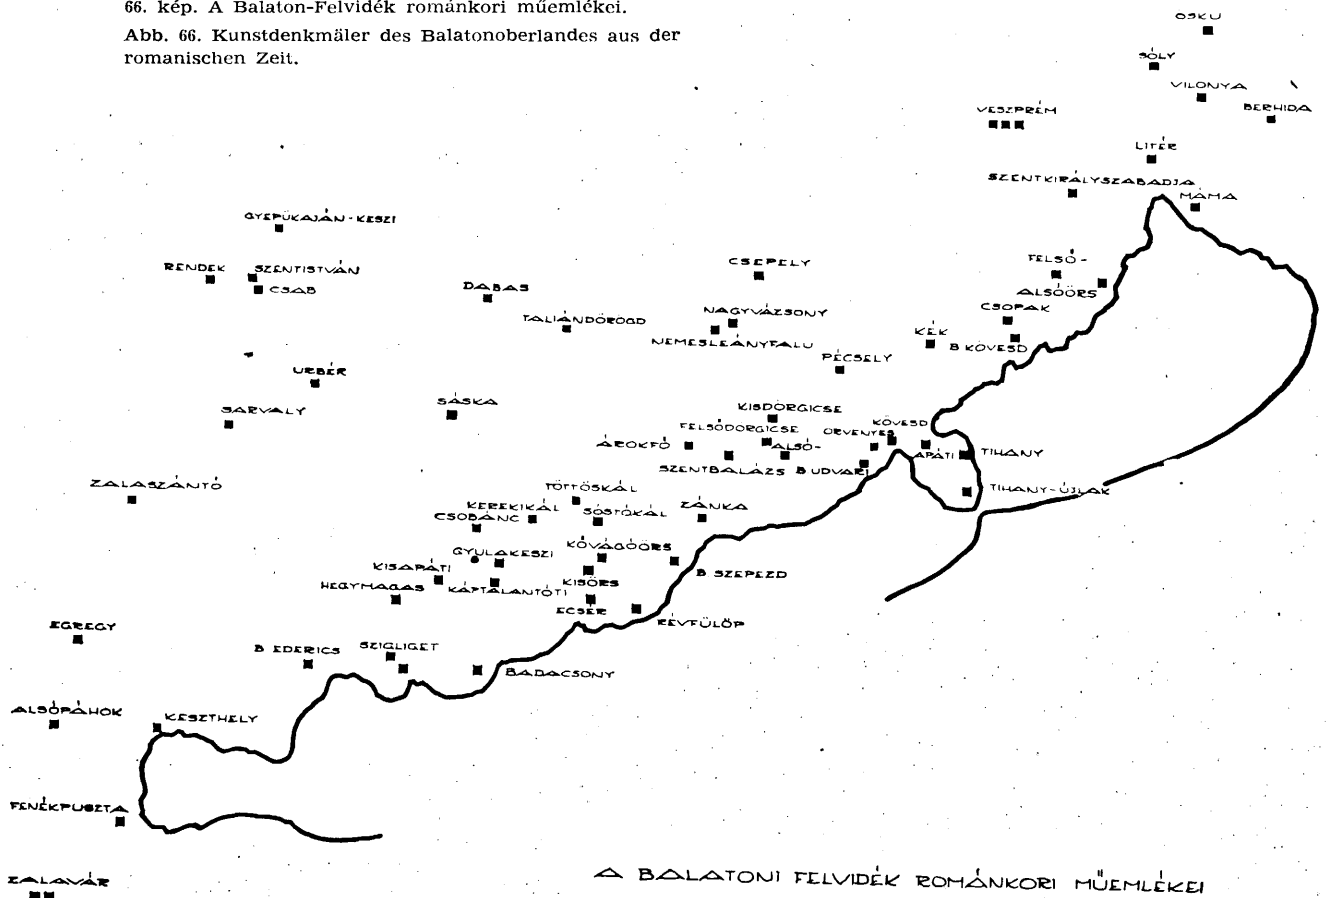 66. kép. A Balaton-Felvidék románkori műemlékei.
Abb. 66. Kunstdenkmäler des Balatonoberlandes aus der
romanischen Zeit.
ÖSKÜ
SÓLY
VILONYA
BERHIDA
VESZPRÉM
LITÉR
SZENTKIRÁLYSZABADJA
MÁMA
GYEPÜKAJÁN-KESZI
FELSŐ-
ALSÓÖRS
CSEPELY
RENDEK
SZENTISTVÁN
CSAB
DABAS
CSOPAK
NAGYVÁZSONY
TALIÁNDÖRÖGD
KÉK
NEMESLEÁNYFALU
B KÖVESD
PÉCSELY
URBÉR
SÁSKA
SARVALY
KISDÖRGICSE
FELSŐDÖRGICSE
ÖRVÉNYES
KÖVESD
ÁROKFŐ
ALSÓ-
APÁTI
TIHANY
SZENTBALÁZS
B UDVARI
ZALASZÁNTÓ
TÖTTÖSKÁL
TIHANY-ÚJLAK
KEREKIKÁL
SÓSTÓKÁL
ZÁNKA
CSOBÁNC
GYULAKESZI
KŐVÁGÓÖRS
KISAPÁTI
B SZEPEZD
HEGYMAGAS
KÁPTALANTÓTI
KISÖRS
ECSÉR
RÉVFÜLÖP
EGREGY
B EDERICS
SZIGLIGET
BADACSONY
ALSÓPÁHOK
KESZTHELY
FENÉKPUSZTA
ZALAVÁR
A BALATONI FELVIDÉK ROMÁNKORI MŰEMLÉKEI